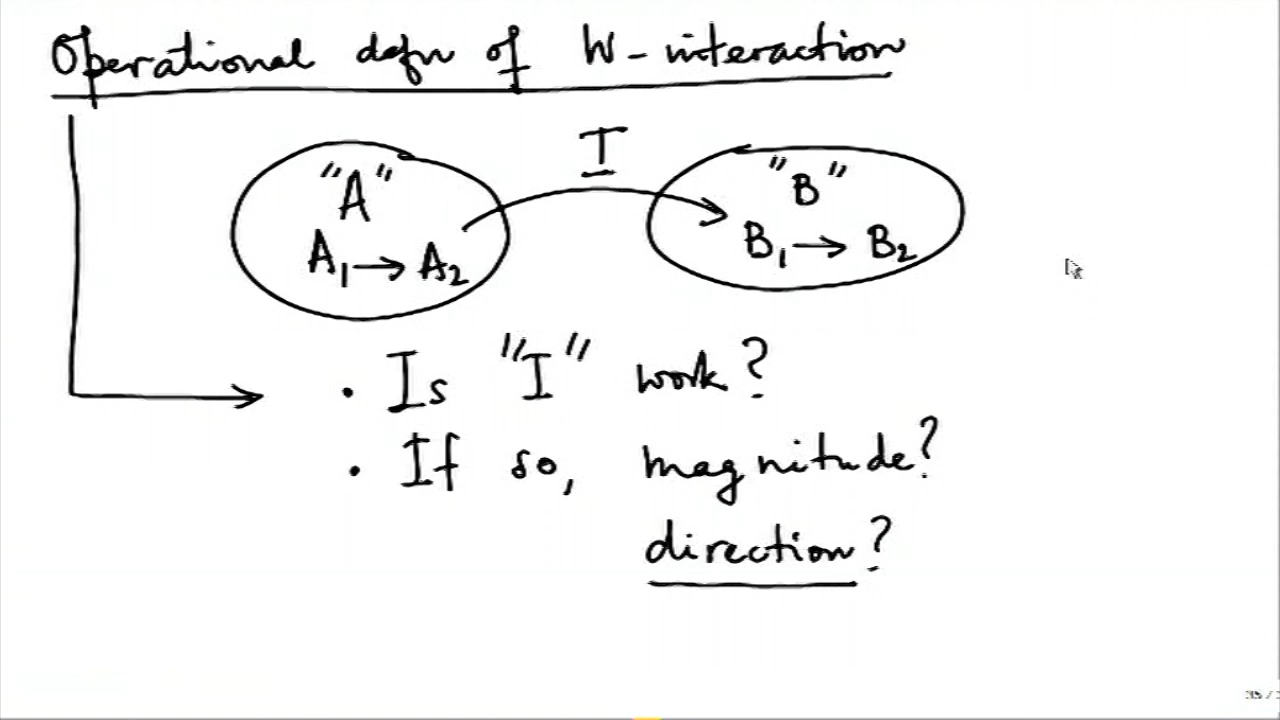 Operational defn of W-interaction
I
"A"
"B"
A₁→A₂
B₁→B₂
• Is "I" work?
• If so, magnitude?
direction?